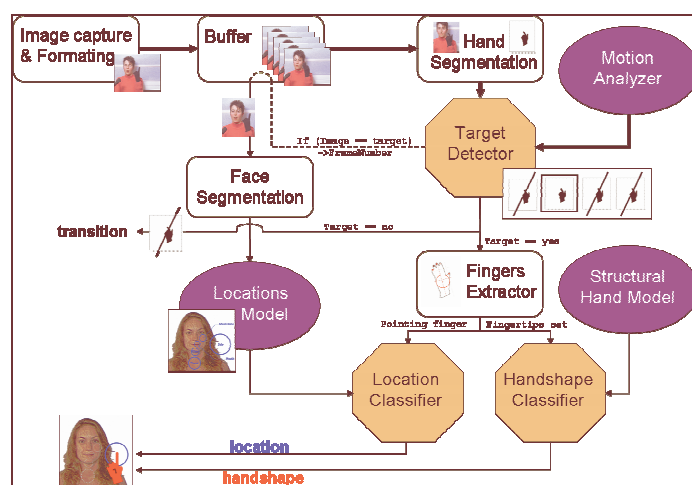 Image capture
& Formating
Buffer
Hand
Segmentation
Motion
Analyzer
Target
Detector
If (Image == target)
->FrameNumber
Face
Segmentation
transition
Target == no
Target == yes
Fingers
Extractor
Structural
Hand Model
Locations
Model
Pointing finger
Fingertips set
Location
Classifier
Handshape
Classifier
location
handshape